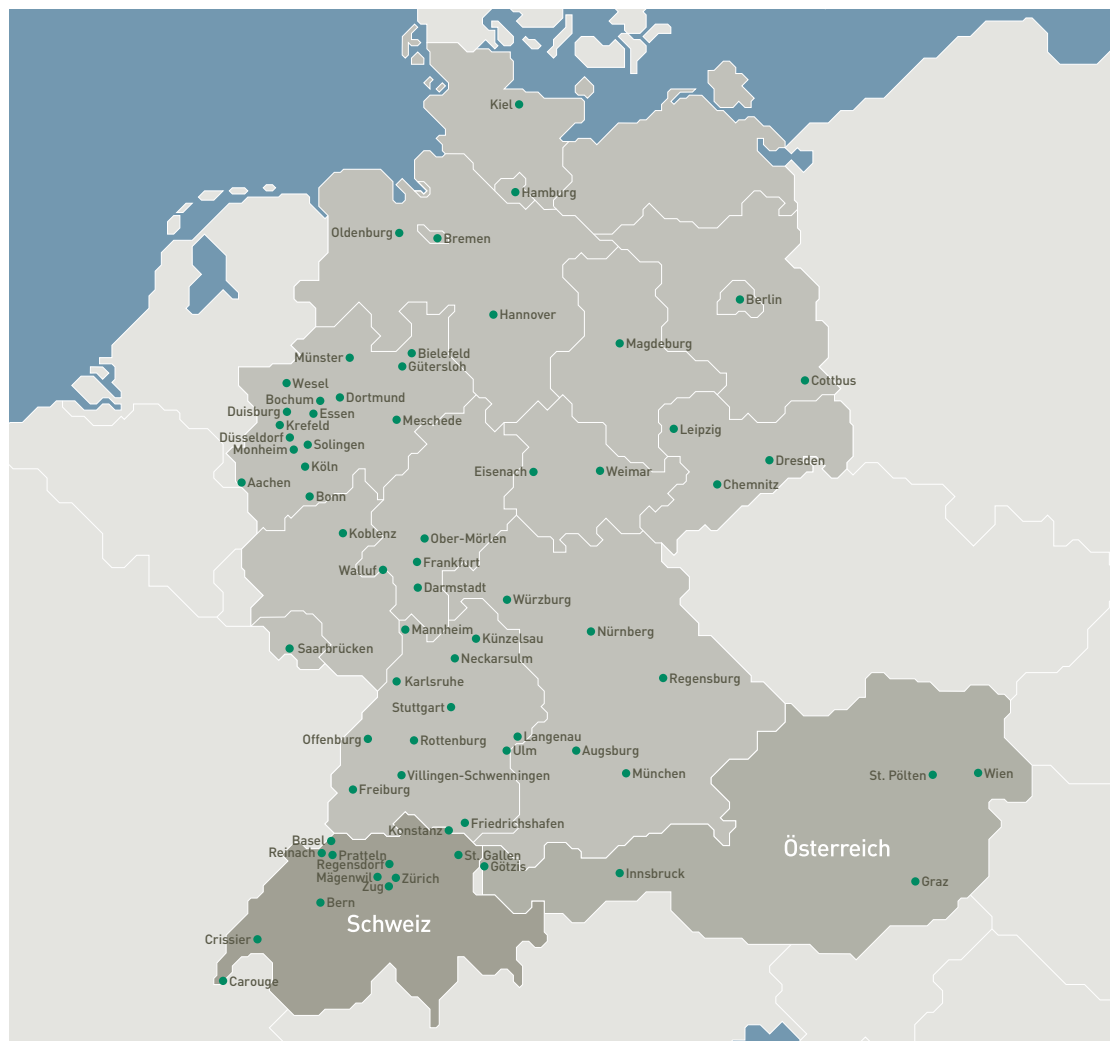 Kiel
Hamburg
Oldenburg
Bremen
Berlin
Hannover
Magdeburg
Bielefeld
Münster
Gütersloh
Cottbus
Wesel
Dortmund
Bochum
Duisburg
Essen
Meschede
Krefeld
Leipzig
Düsseldorf
Solingen
Monheim
Dresden
Köln
Eisenach
Weimar
Aachen
Chemnitz
Bonn
Koblenz
Ober-Mörlen
Frankfurt
Walluf
Darmstadt
Würzburg
Mannheim
Nürnberg
Künzelsau
Saarbrücken
Neckarsulm
Regensburg
Karlsruhe
Stuttgart
Langenau
Offenburg
Rottenburg
Ulm
Augsburg
München
Wien
St. Pölten
Villingen-Schwenningen
Freiburg
Friedrichshafen
Konstanz
Basel
Österreich
Reinach
Pratteln
St. Gallen
Regensdorf
Götzis
Innsbruck
Mägenwil
Zürich
Graz
Zug
Bern
Schweiz
Crissier
Carouge